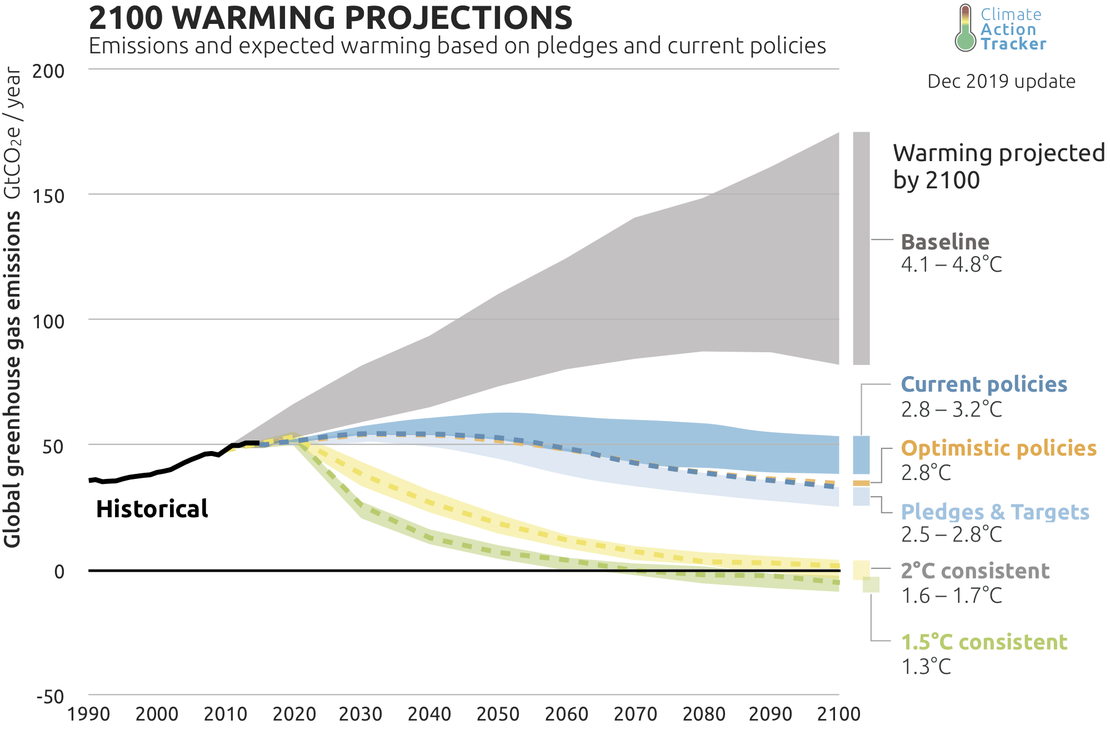 2100 WARMING PROJECTIONS
Emissions and expected warming based on pledges and current policies
Climate
Action
Tracker
Dec 2019 update
Global greenhouse gas emissions GtCO₂e / year
200
150
100
50
0
-50
1990 2000 2010 2020 2030 2040 2050 2060 2070 2080 2090 2100
Historical
Warming projected
by 2100
Baseline
4.1 – 4.8°C
Current policies
2.8 – 3.2°C
Optimistic policies
2.8°C
Pledges & Targets
2.5 – 2.8°C
2°C consistent
1.6 – 1.7°C
1.5°C consistent
1.3°C